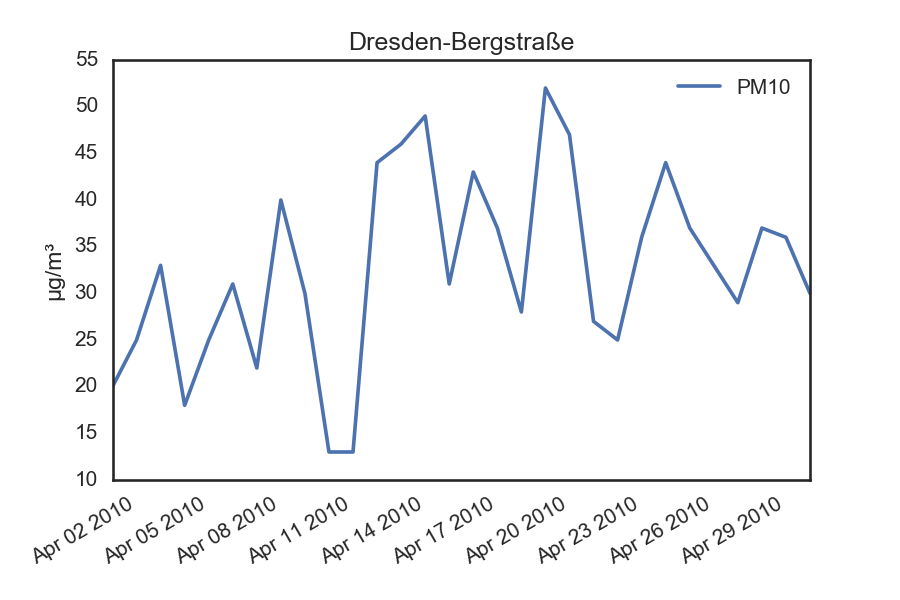 Dresden-Bergstraße
PM10
µg/m³
55
50
45
40
35
30
25
20
15
10
Apr 02 2010
Apr 05 2010
Apr 08 2010
Apr 11 2010
Apr 14 2010
Apr 17 2010
Apr 20 2010
Apr 23 2010
Apr 26 2010
Apr 29 2010